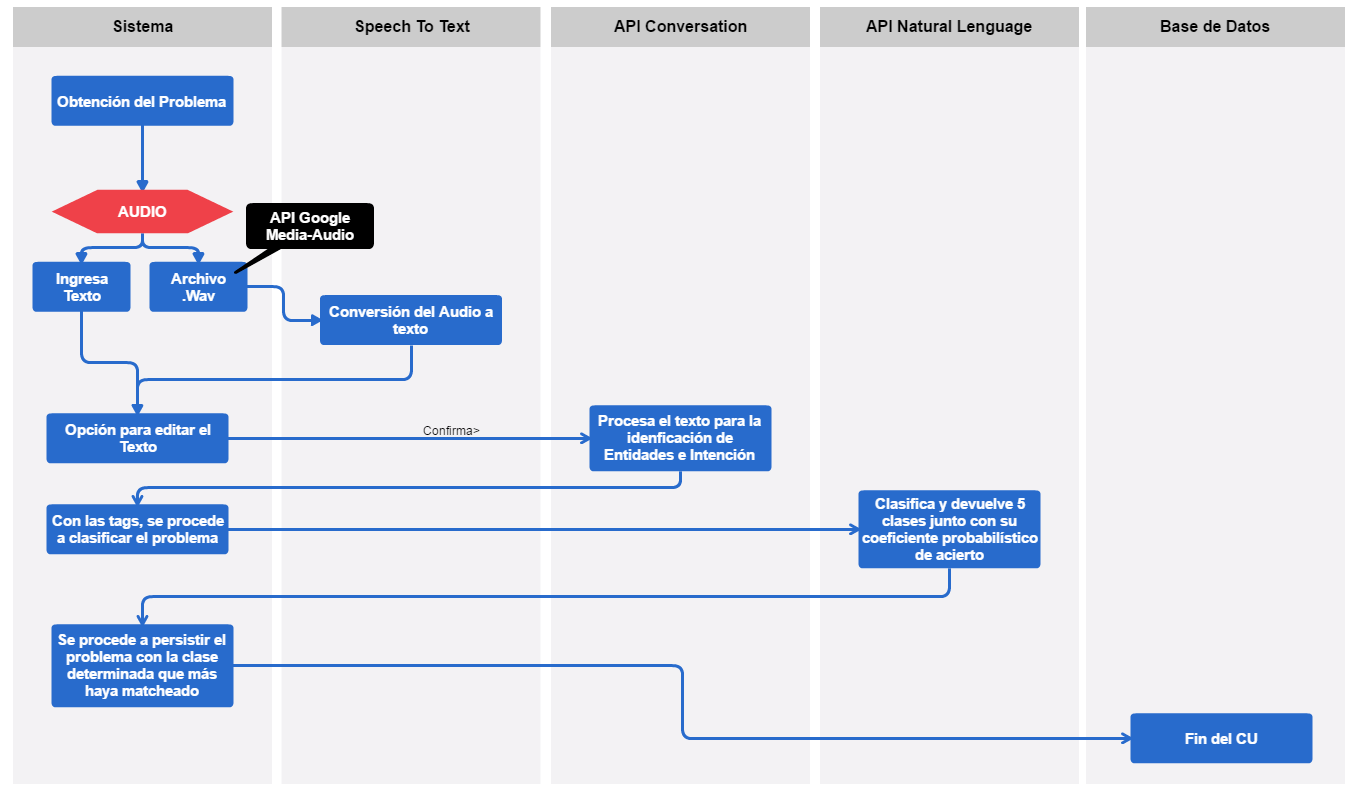 Sistema
Speech To Text
API Conversation
API Natural Lenguage
Base de Datos
Obtención del Problema
AUDIO
API Google
Media-Audio
Ingresa
Texto
Archivo
.Wav
Conversión del Audio a
texto
Opción para editar el
Texto
Confirma>
Procesa el texto para la
idenficación de
Entidades e Intención
Con las tags, se procede
a clasificar el problema
Clasifica y devuelve 5
clases junto con su
coeficiente probabilístico
de acierto
Se procede a persistir el
problema con la clase
determinada que más
haya matcheado
Fin del CU